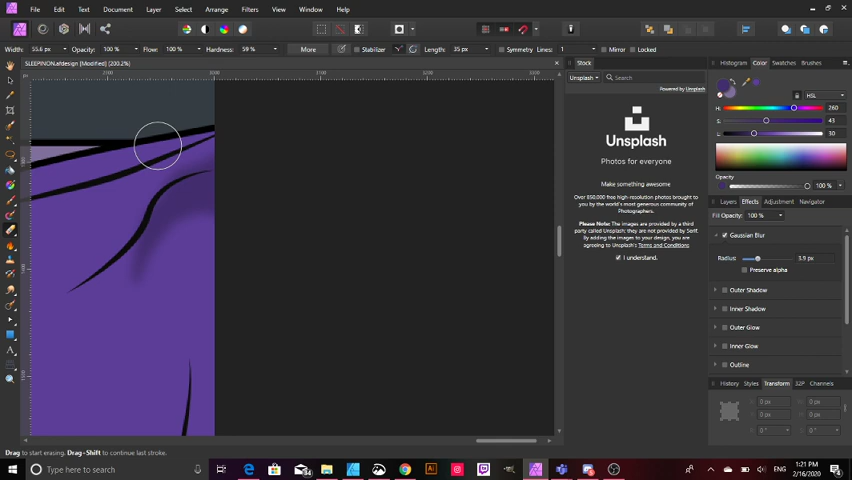 File Edit Text Document Layer Select Arrange Filters View Window Help
Width: 55.6 px Opacity: 100 % Flow: 100 % Hardness: 59 % More Stabilizer Length: 35 px Symmetry Lines: 1 Mirror Locked
SLEEPINON.afdesign [Modified] (200.2%)
Stock
Histogram Color Swatches Brushes
Unsplash Search
Powered by Unsplash
HSL
H: 260
S: 43
L: 30
Unsplash
Photos for everyone
Make something awesome
Over 850,000 free high-resolution photos brought to you by the world's most generous community of Photographers.
Please Note: The images are provided by a third party called Unsplash; they are not provided by Serif. By adding the images to your design, you are agreeing to Unsplash's Terms and Conditions
I understand.
Opacity
100 %
Layers Effects Adjustment Navigator
Fill Opacity: 100 %
Gaussian Blur
Radius: 3.9 px
Preserve alpha
Outer Shadow
Inner Shadow
Outer Glow
Inner Glow
Outline
History Styles Transform 32P Channels
X: 0 px W: 0 px
Y: 0 px H: 0 px
R: 0 ° S: 0 °
Drag to start erasing. Drag+Shift to continue last stroke.
Type here to search
ENG
1:21 PM
2/16/2020